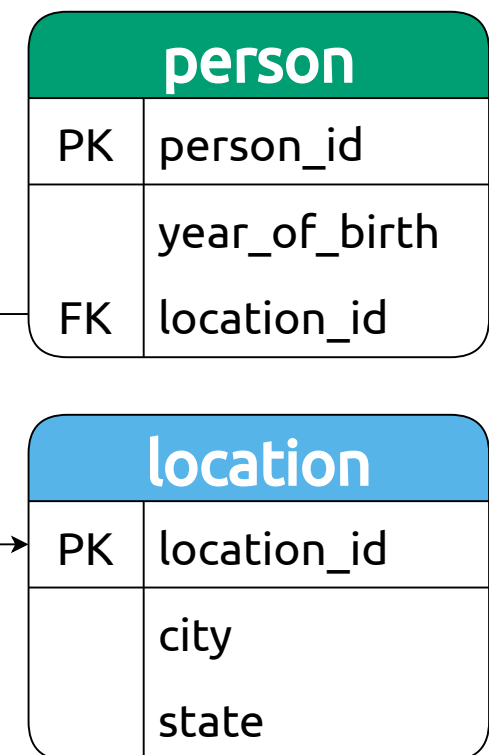 person
PK person_id
year_of_birth
FK location_id
location
PK location_id
city
state